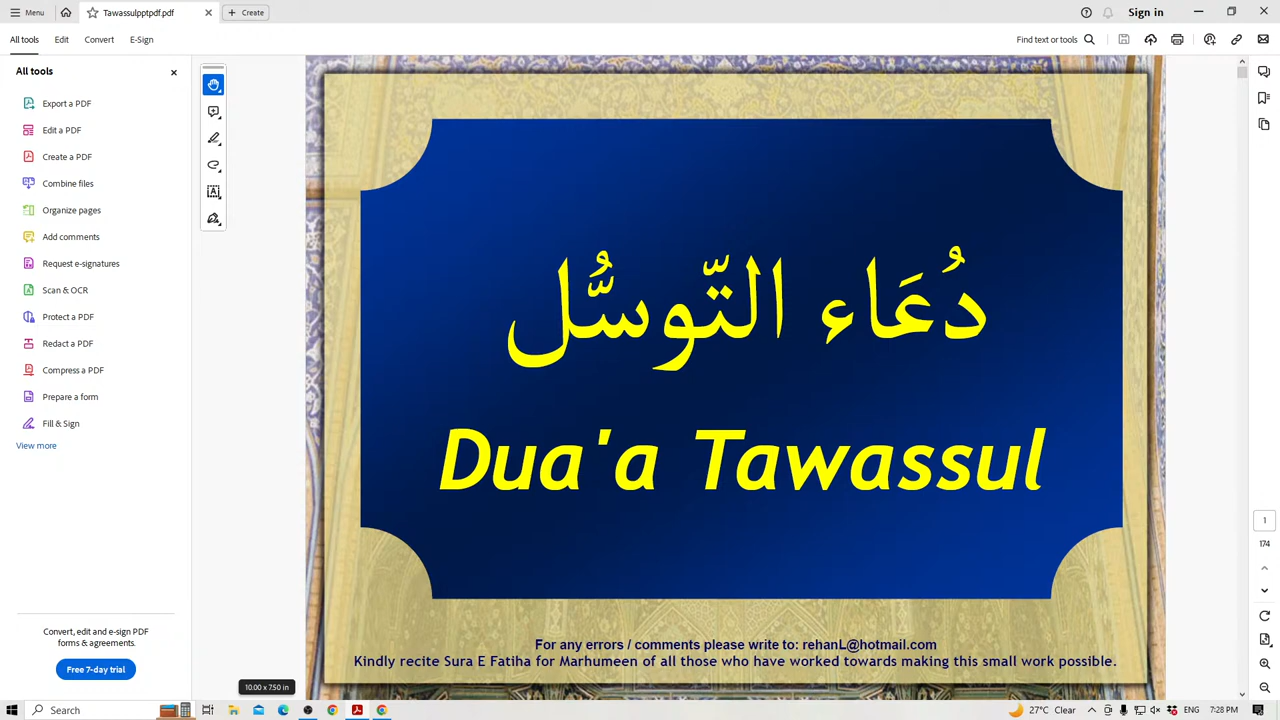 Menu
Tawassulpptpdf.pdf
Create
Sign in
All tools
Edit
Convert
E-Sign
Find text or tools
All tools
Export a PDF
Edit a PDF
Create a PDF
Combine files
Organize pages
Add comments
Request e-signatures
Scan & OCR
Protect a PDF
Redact a PDF
Compress a PDF
Prepare a form
Fill & Sign
View more
Convert, edit and e-sign PDF
forms & agreements.
Free 7-day trial
دُعَاء التّوسُّل
Dua'a Tawassul
For any errors / comments please write to: rehanL@hotmail.com
Kindly recite Sura E Fatiha for Marhumeen of all those who have worked towards making this small work possible.
10.00 x 7.50 in
1
174
Search
27°C Clear
ENG
7:28 PM